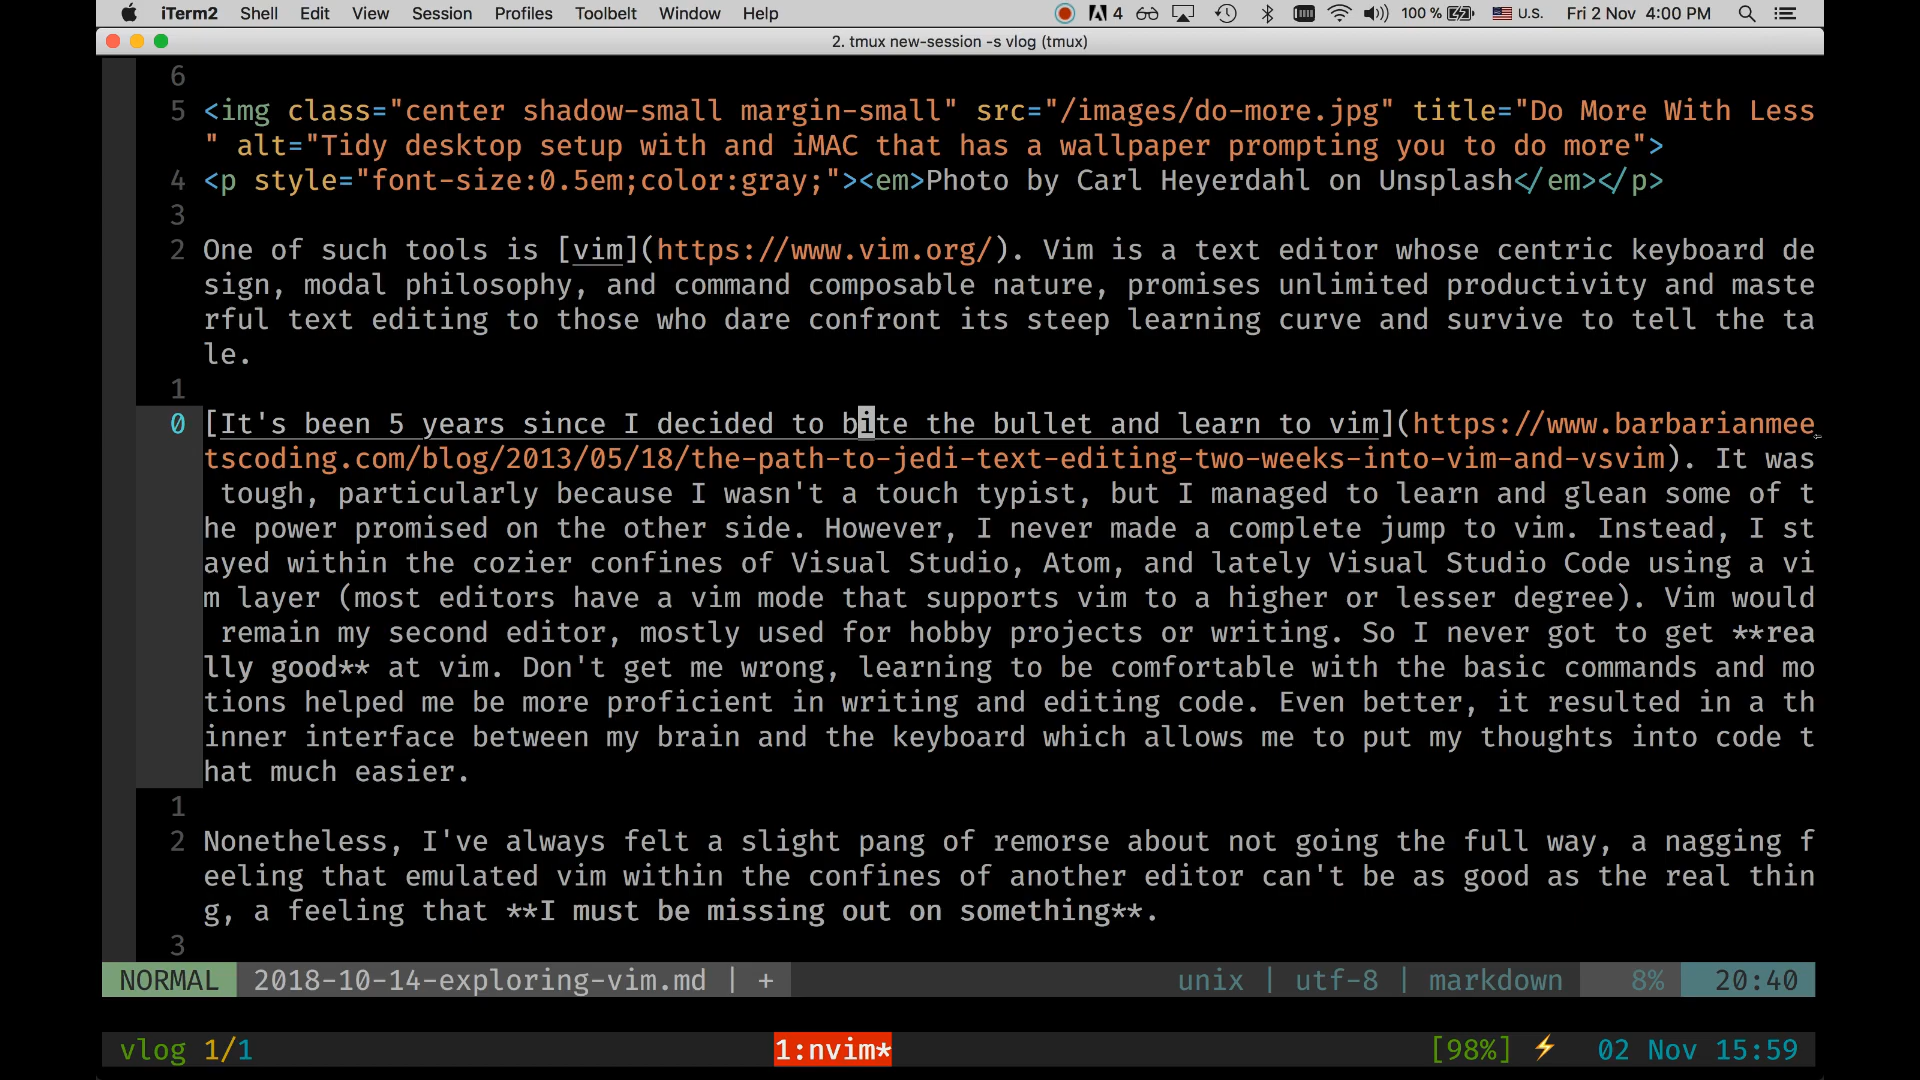 iTerm2 Shell Edit View Session Profiles Toolbelt Window Help 4 100 % U.S. Fri 2 Nov 4:00 PM
2. tmux new-session -s vlog (tmux)
6
5 <img class="center shadow-small margin-small" src="/images/do-more.jpg" title="Do More With Less
" alt="Tidy desktop setup with and iMAC that has a wallpaper prompting you to do more">
4 <p style="font-size:0.5em;color:gray;"><em>Photo by Carl Heyerdahl on Unsplash</em></p>
3
2 One of such tools is [vim](https://www.vim.org/). Vim is a text editor whose centric keyboard de
sign, modal philosophy, and command composable nature, promises unlimited productivity and maste
rful text editing to those who dare confront its steep learning curve and survive to tell the ta
le.
1
0 [It's been 5 years since I decided to bite the bullet and learn to vim](https://www.barbarianmee
tscoding.com/blog/2013/05/18/the-path-to-jedi-text-editing-two-weeks-into-vim-and-vsvim). It was
tough, particularly because I wasn't a touch typist, but I managed to learn and glean some of t
he power promised on the other side. However, I never made a complete jump to vim. Instead, I st
ayed within the cozier confines of Visual Studio, Atom, and lately Visual Studio Code using a vi
m layer (most editors have a vim mode that supports vim to a higher or lesser degree). Vim would
remain my second editor, mostly used for hobby projects or writing. So I never got to get **rea
lly good** at vim. Don't get me wrong, learning to be comfortable with the basic commands and mo
tions helped me be more proficient in writing and editing code. Even better, it resulted in a th
inner interface between my brain and the keyboard which allows me to put my thoughts into code t
hat much easier.
1
2 Nonetheless, I've always felt a slight pang of remorse about not going the full way, a nagging f
eeling that emulated vim within the confines of another editor can't be as good as the real thin
g, a feeling that **I must be missing out on something**.
3
NORMAL 2018-10-14-exploring-vim.md | + unix | utf-8 | markdown 8% 20:40
vlog 1/1 1:nvim* [98%] ⚡ 02 Nov 15:59